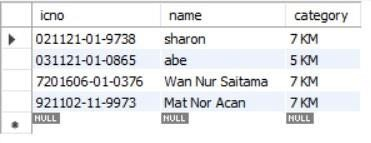 icno name category
021121-01-9738 sharon 7 KM
031121-01-0865 abe 5 KM
7201606-01-0376 Wan Nur Saitama 7 KM
921102-11-9973 Mat Nor Acan 7 KM
NULL NULL NULL